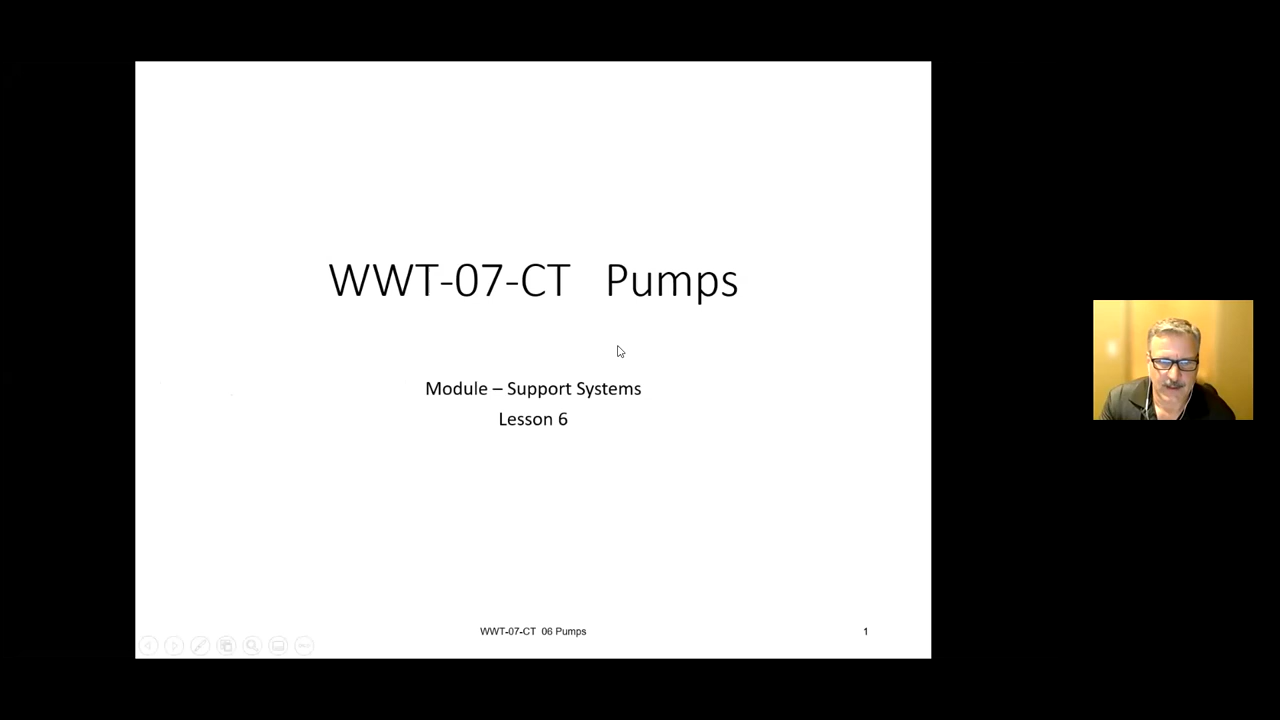 WWT-07-CT Pumps
Module – Support Systems
Lesson 6
WWT-07-CT 06 Pumps
1